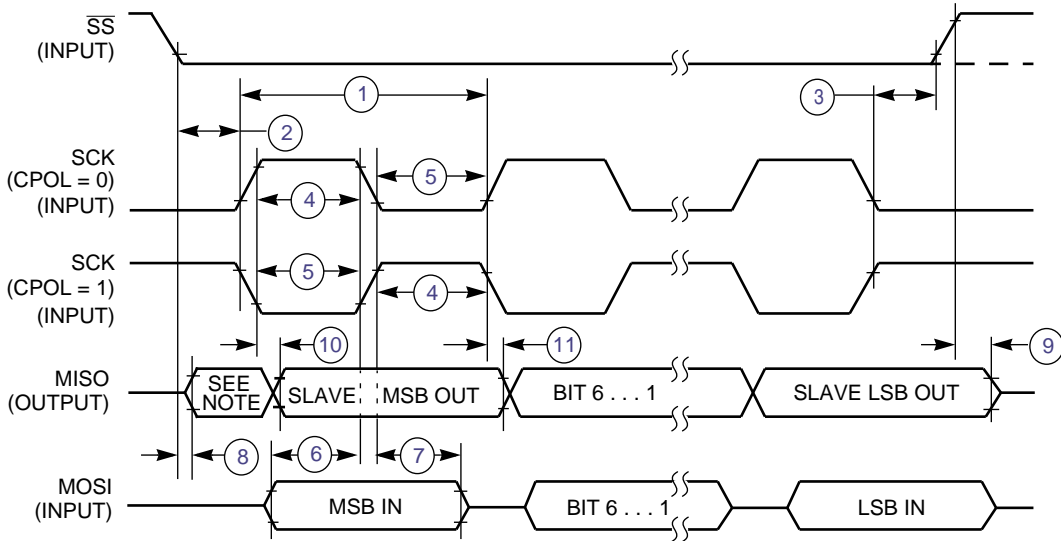 SS
(INPUT)
1
3
2
SCK
(CPOL = 0)
(INPUT)
5
4
SCK
(CPOL = 1)
(INPUT)
5
4
10
11
9
MISO
(OUTPUT)
SEE
NOTE
SLAVE
MSB OUT
BIT 6 . . . 1
SLAVE LSB OUT
8
6
7
MOSI
(INPUT)
MSB IN
BIT 6 . . . 1
LSB IN